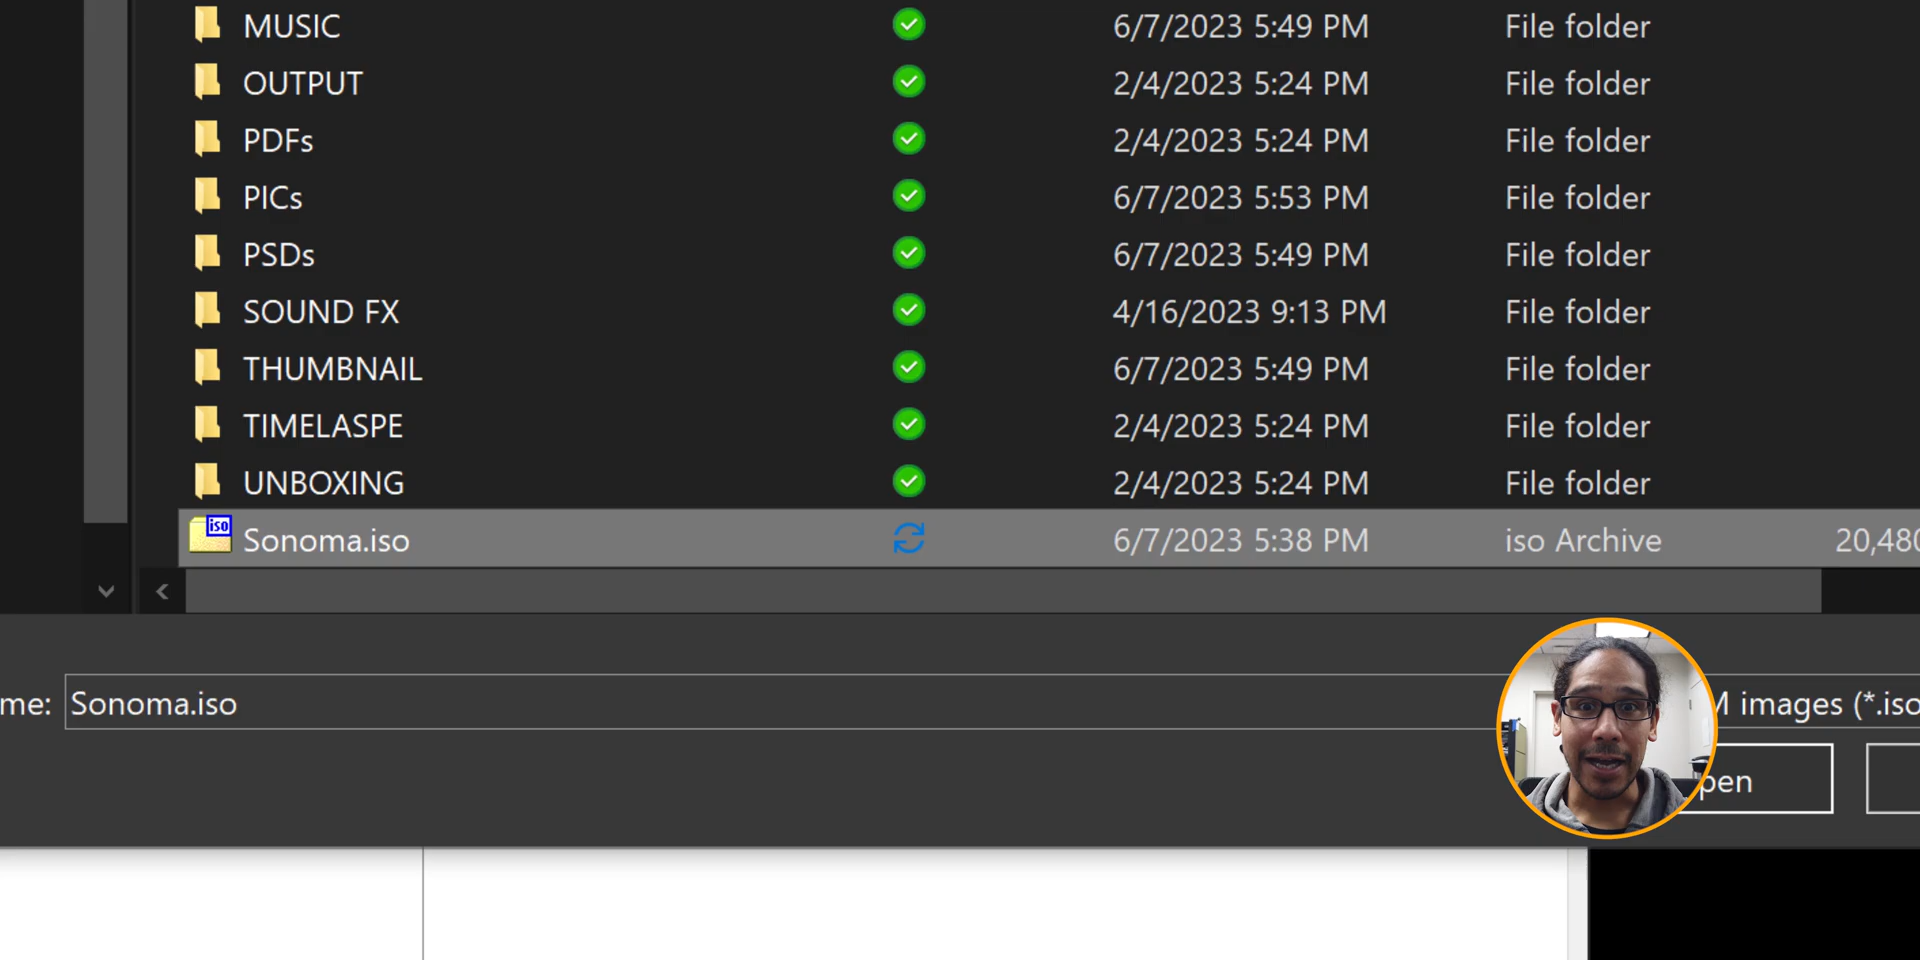 MUSIC 6/7/2023 5:49 PM File folder
OUTPUT 2/4/2023 5:24 PM File folder
PDFs 2/4/2023 5:24 PM File folder
PICs 6/7/2023 5:53 PM File folder
PSDs 6/7/2023 5:49 PM File folder
SOUND FX 4/16/2023 9:13 PM File folder
THUMBNAIL 6/7/2023 5:49 PM File folder
TIMELASPE 2/4/2023 5:24 PM File folder
UNBOXING 2/4/2023 5:24 PM File folder
iso Sonoma.iso 6/7/2023 5:38 PM iso Archive 20,480
me: Sonoma.iso M images (*.iso
pen